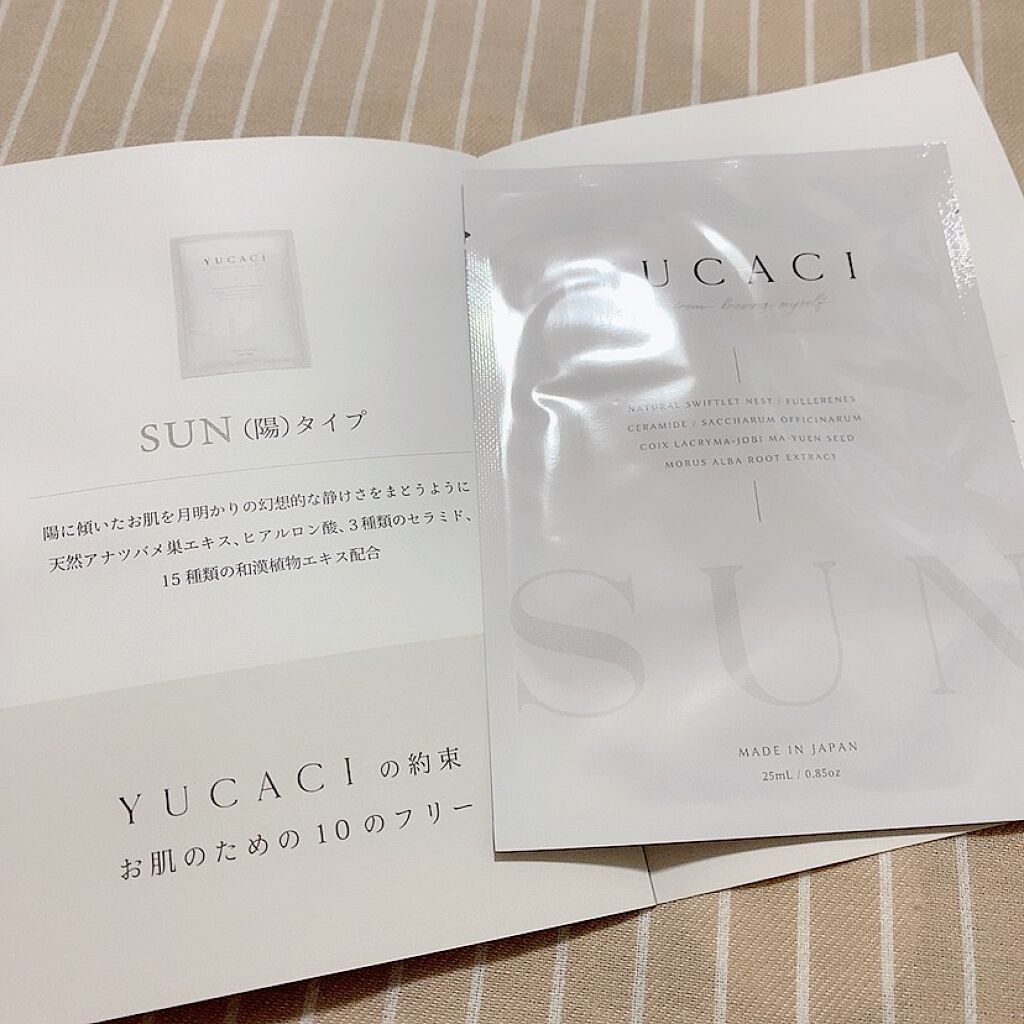 YUCACI
SUN(陽)タイプ
陽に傾いたお肌を月明かりの幻想的な静けさをまとうように
天然アナツバメ巣エキス、ヒアルロン酸、3種類のセラミド、
15種類の和漢植物エキス配合
YUCACIの約束
お肌のための10のフリー
UCACI
from knowing myself
NATURAL SWIFTLET NEST / FULLERENES
CERAMIDE / SACCHARUM OFFICINARUM
COIX LACRYMA-JOBI MA-YUEN SEED
MORUS ALBA ROOT EXTRACT
SUN
MADE IN JAPAN
25mL / 0.85oz